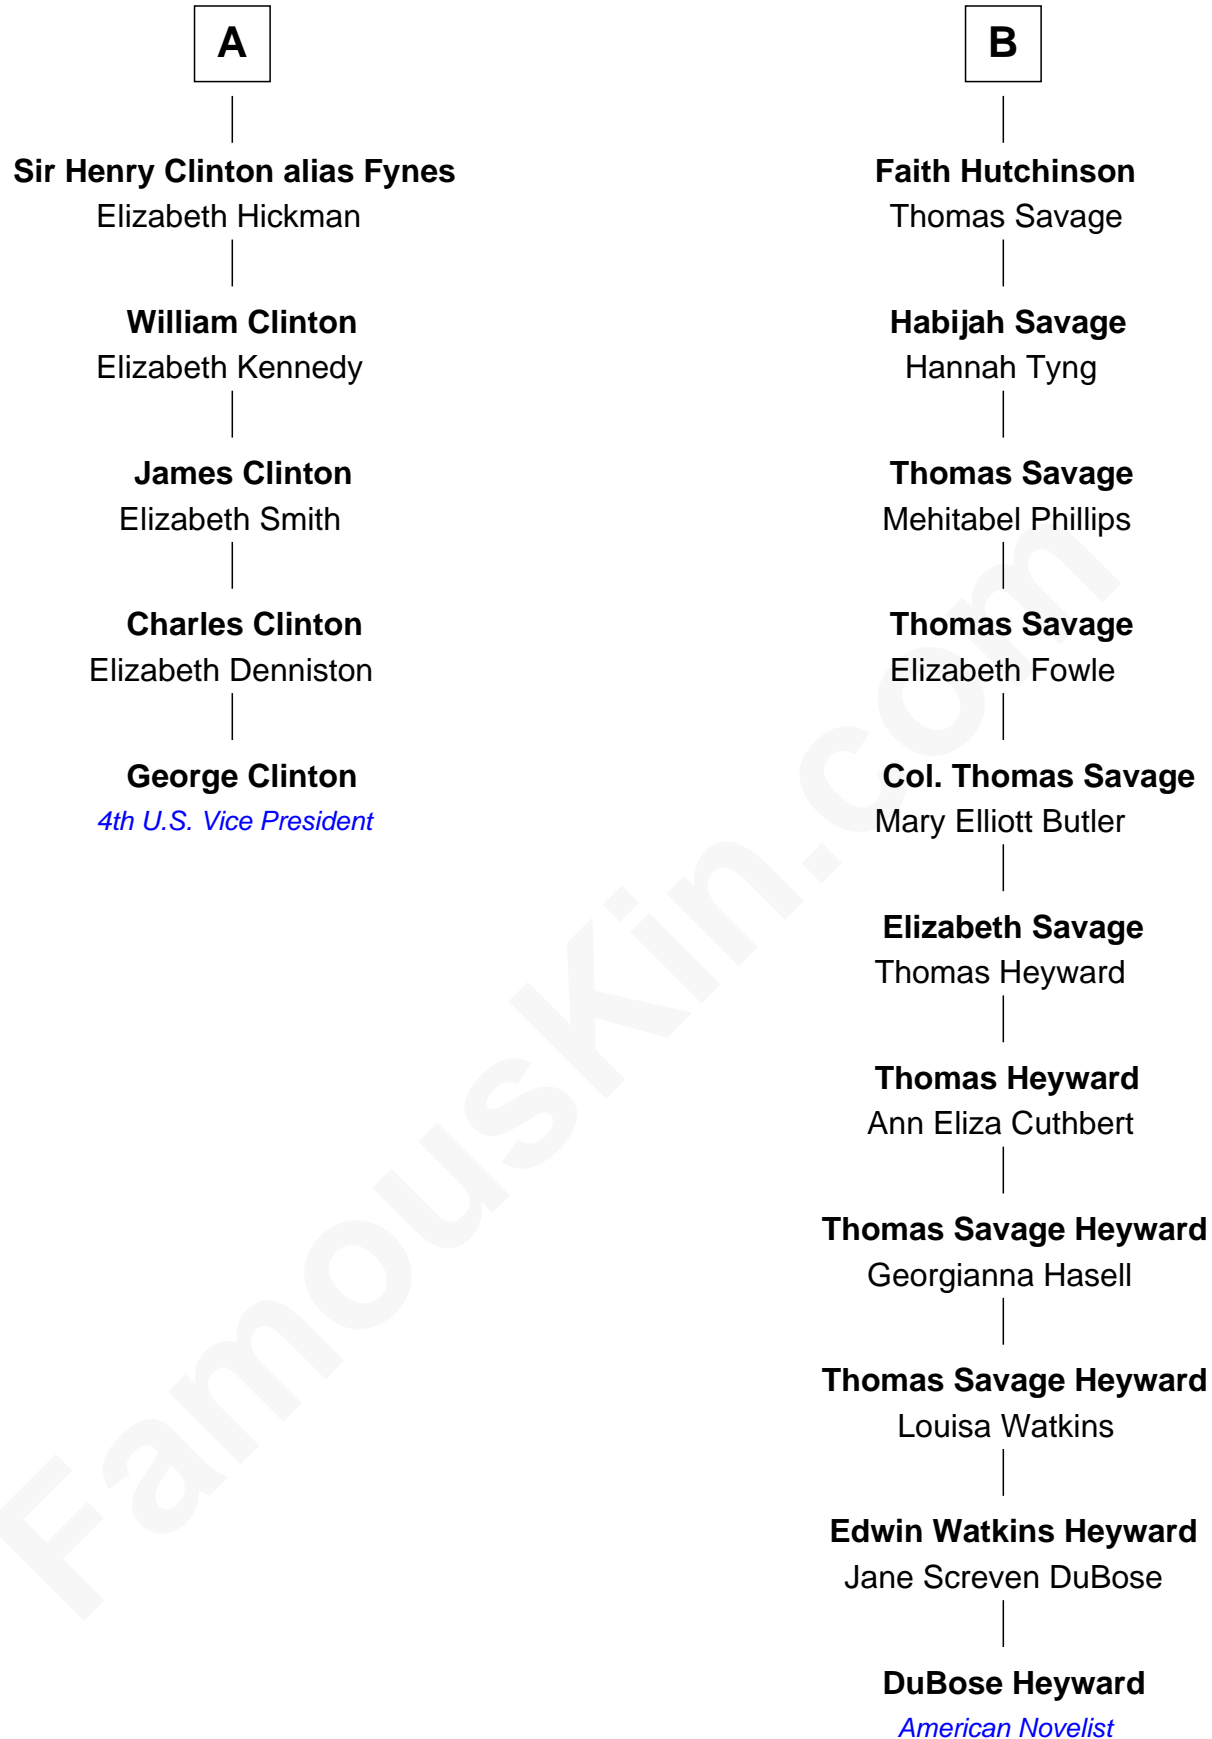 A
Sir Henry Clinton alias Fynes
Elizabeth Hickman
William Clinton
Elizabeth Kennedy
James Clinton
Elizabeth Smith
Charles Clinton
Elizabeth Denniston
George Clinton
4th U.S. Vice President
B
Faith Hutchinson
Thomas Savage
Habijah Savage
Hannah Tyng
Thomas Savage
Mehitabel Phillips
Thomas Savage
Elizabeth Fowle
Col. Thomas Savage
Mary Elliott Butler
Elizabeth Savage
Thomas Heyward
Thomas Heyward
Ann Eliza Cuthbert
Thomas Savage Heyward
Georgianna Hasell
Thomas Savage Heyward
Louisa Watkins
Edwin Watkins Heyward
Jane Screven DuBose
DuBose Heyward
American Novelist
FamousKin.com